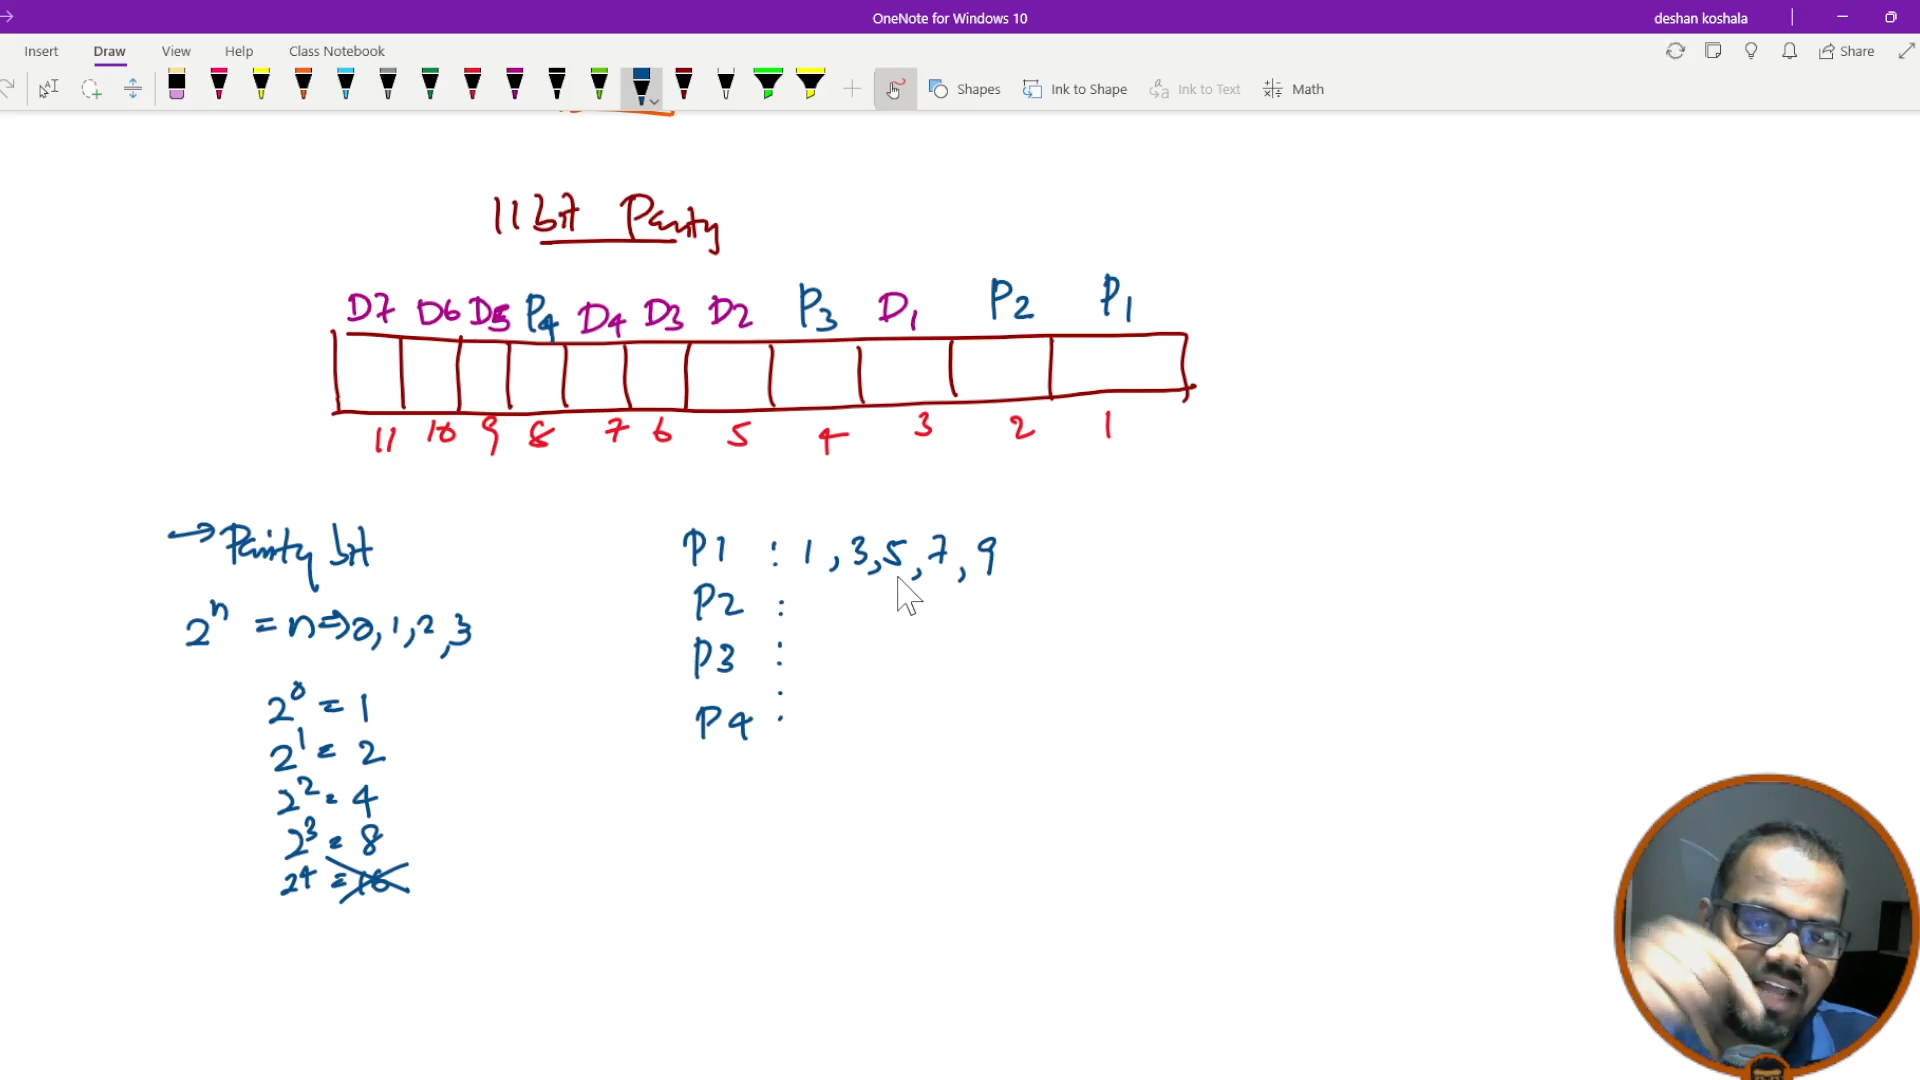 OneNote for Windows 10
deshan koshala
Insert Draw View Help Class Notebook
Share
Shapes Ink to Shape Ink to Text Math
11 bit Parity
D7 D6 D5 P4 D4 D3 D2 P3 D1 P2 P1
11 10 9 8 7 6 5 4 3 2 1
→ Parity bit
2^n = n ⇒ 0, 1, 2, 3
2^0 = 1
2^1 = 2
2^2 = 4
2^3 = 8
2^4 = 16
P1 : 1, 3, 5, 7, 9
P2 :
P3 :
P4 :